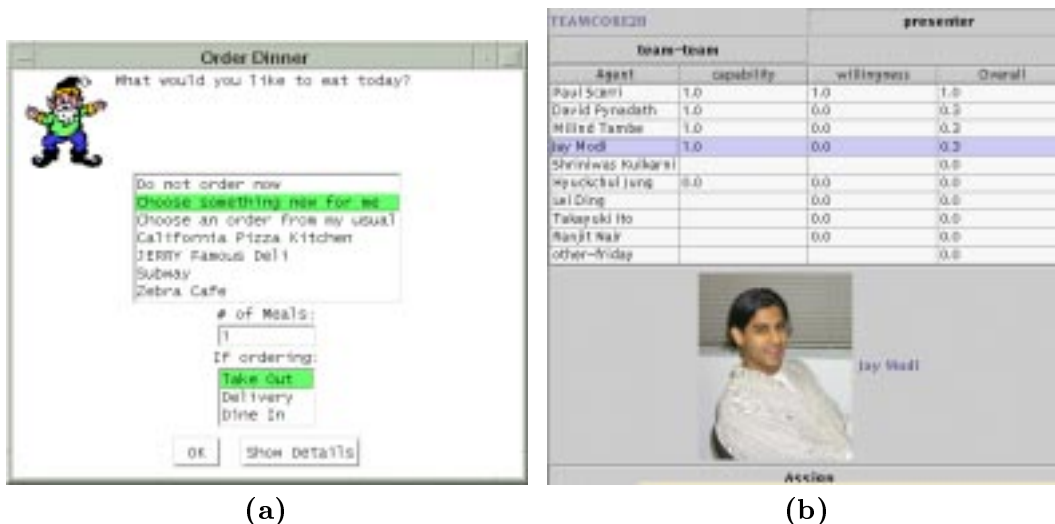 Order Dinner
What would you like to eat today?
Do not order now
Choose something new for me
Choose an order from my usual
California Pizza Kitchen
JERRY Famous Deli
Subway
Zebra Cafe
# of Meals:
1
If ordering:
Take Out
Delivery
Dine In
OK Show Details
(a)
TEAMCORE2II presenter
team-team
Agent capability willingness Overall
Paul Scerri 1.0 1.0 1.0
David Pynadath 1.0 0.0 0.3
Milind Tambe 1.0 0.0 0.3
Jay Modi 1.0 0.0 0.3
Shriniwas Kulkarni 0.0
Hyuckchul Jung 0.0 0.0 0.0
Lei Ding 0.0 0.0
Takayuki Ito 0.0 0.0
Ranjit Nair 0.0 0.0
other-friday 0.0
Jay Modi
Assign
(b)